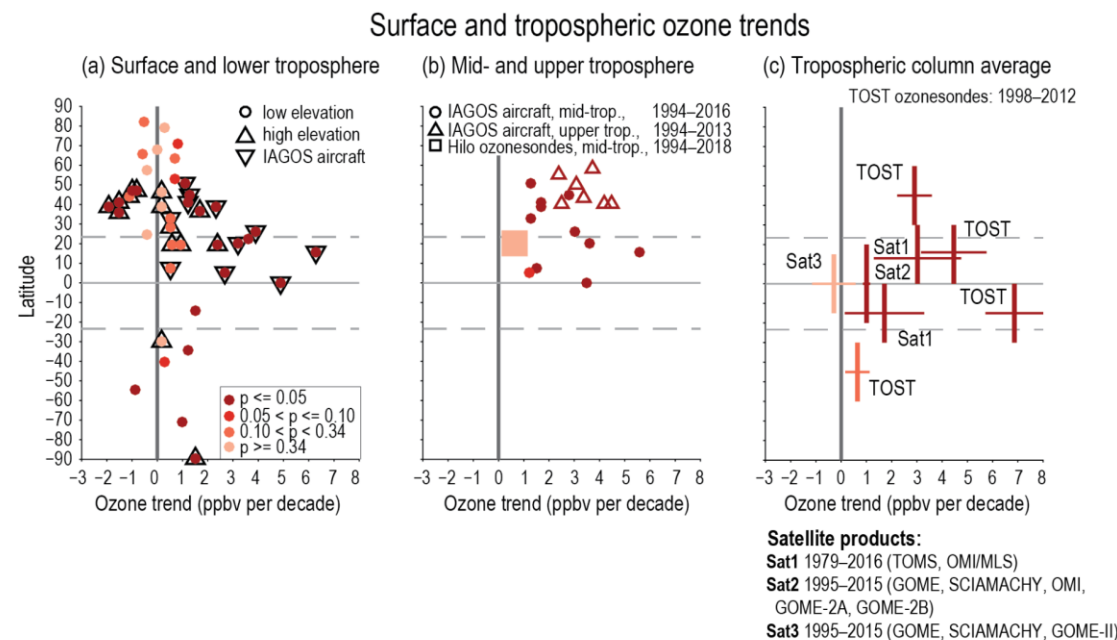 Surface and tropospheric ozone trends
(a) Surface and lower troposphere
90
80
70
60
50
40
30
20
10
0
−10
−20
−30
−40
−50
−60
−70
−80
−90
Latitude
low elevation
high elevation
IAGOS aircraft
p <= 0.05
0.05 < p <= 0.10
0.10 < p < 0.34
p >= 0.34
−3 −2 −1 0 1 2 3 4 5 6 7 8
Ozone trend (ppbv per decade)
(b) Mid- and upper troposphere
IAGOS aircraft, mid-trop., 1994–2016
IAGOS aircraft, upper trop., 1994–2013
Hilo ozonesondes, mid-trop., 1994–2018
−3 −2 −1 0 1 2 3 4 5 6 7 8
Ozone trend (ppbv per decade)
(c) Tropospheric column average
TOST ozonesondes: 1998–2012
TOST
TOST
Sat1
Sat3
Sat2
TOST
Sat1
TOST
−3 −2 −1 0 1 2 3 4 5 6 7 8
Ozone trend (ppbv per decade)
Satellite products:
Sat1 1979–2016 (TOMS, OMI/MLS)
Sat2 1995–2015 (GOME, SCIAMACHY, OMI,
GOME-2A, GOME-2B)
Sat3 1995–2015 (GOME, SCIAMACHY, GOME-II)